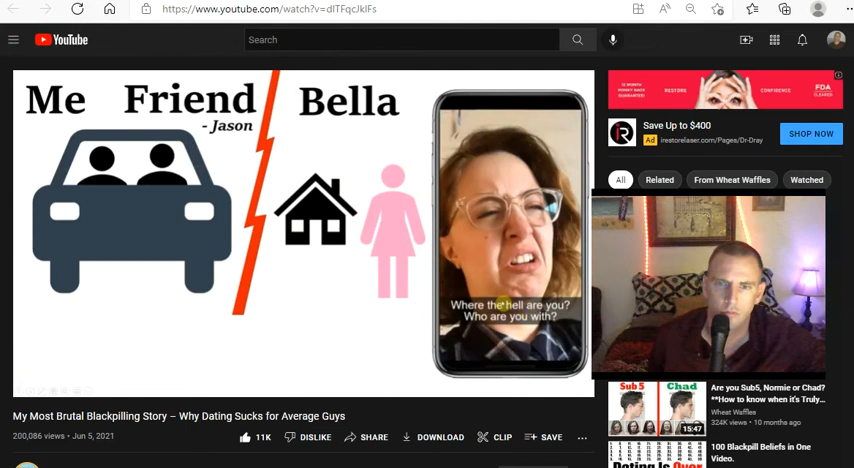 https://www.youtube.com/watch?v=dITFqcJkIFs
YouTube
Search
Me Friend
- Jason
Bella
Where the hell are you?
Who are you with?
RESTORE
CONFIDENCE
FDA
CLEARED
Save Up to $400
Ad irestorelaser.com/Pages/Dr-Dray
SHOP NOW
All
Related
From Wheat Waffles
Watched
My Most Brutal Blackpilling Story – Why Dating Sucks for Average Guys
200,086 views • Jun 5, 2021
11K
DISLIKE
SHARE
DOWNLOAD
CLIP
SAVE
Sub5
Chad
15:47
Are you Sub5, Normie or Chad?
**How to know when it's Truly...
Wheat Waffles
324K views • 10 months ago
100 Blackpill Beliefs in One
Video.